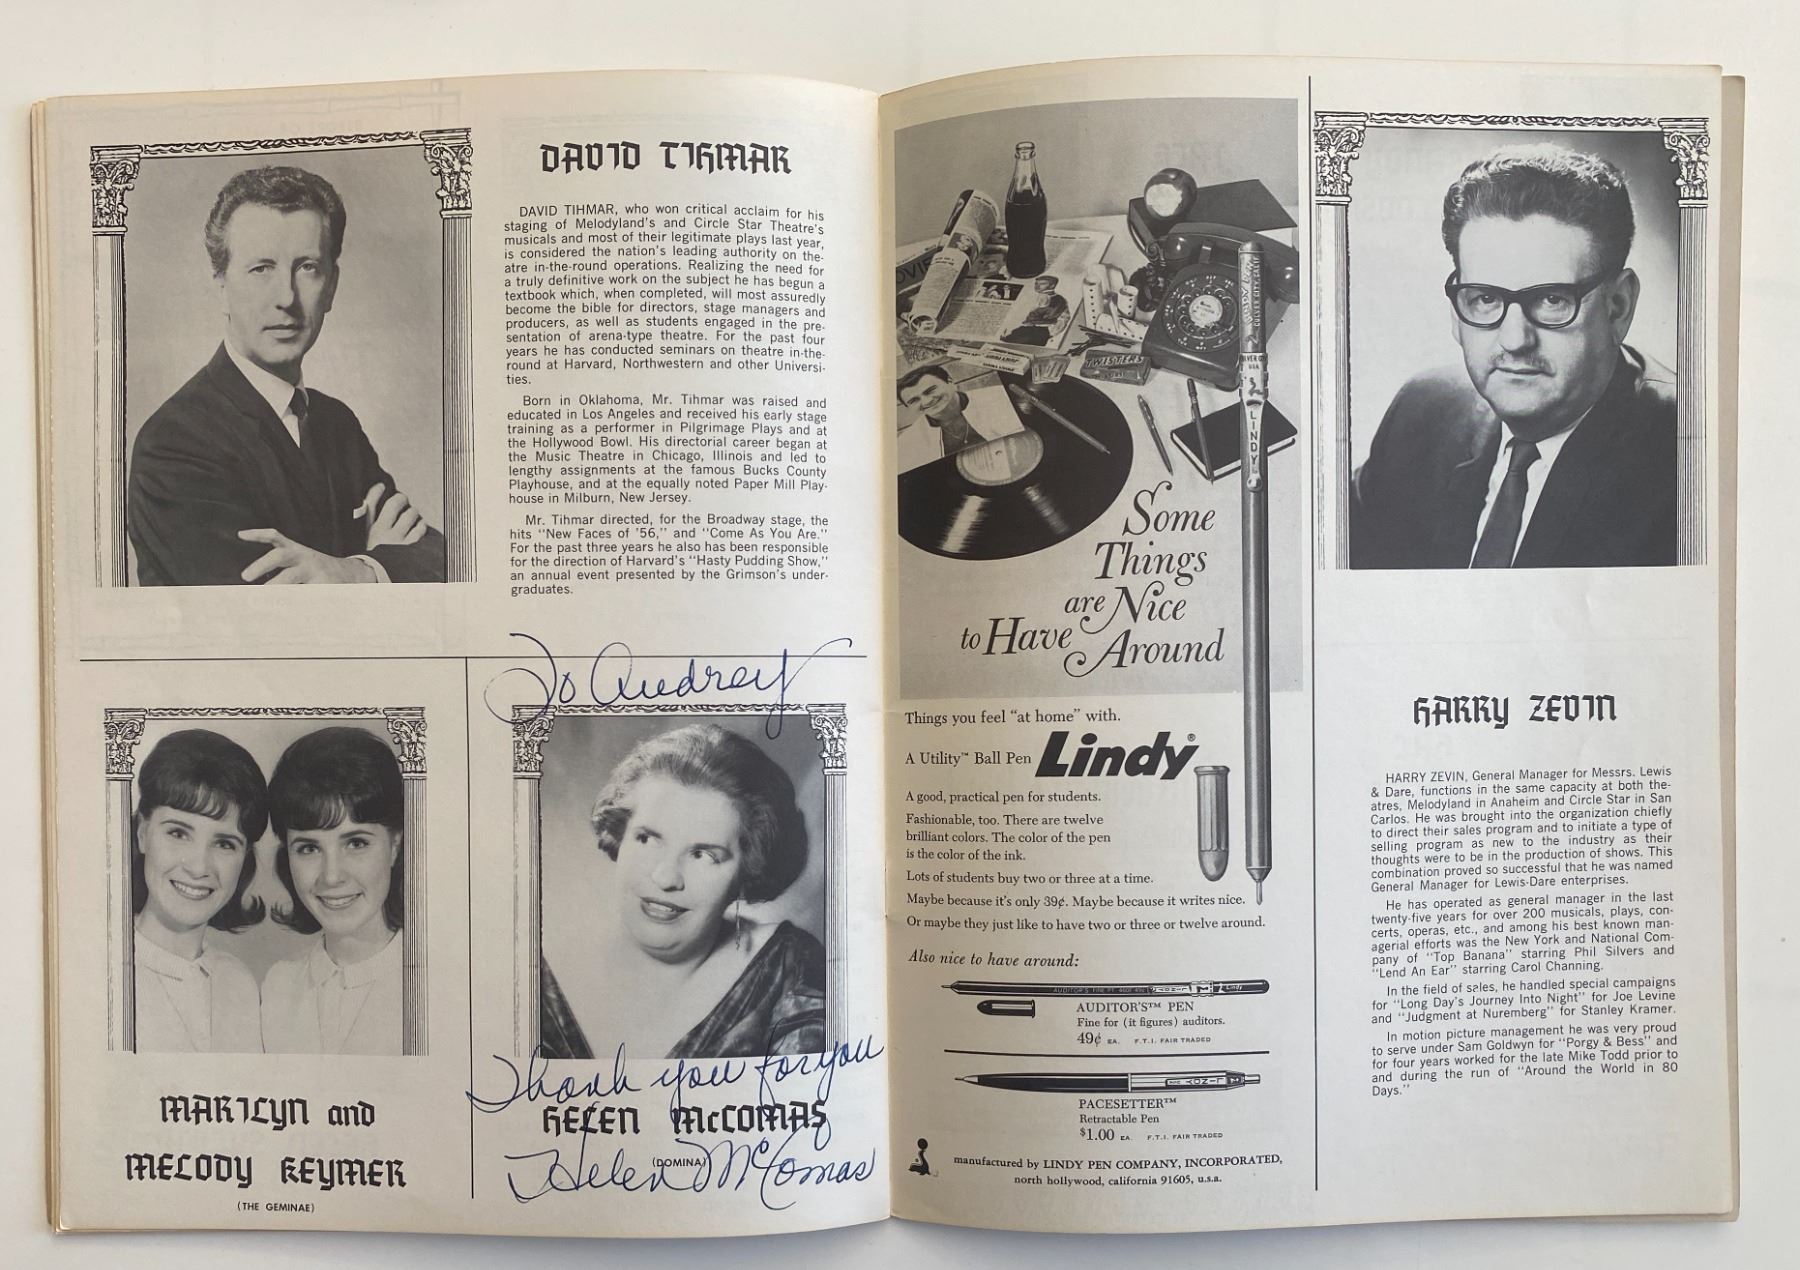 DAVID TIHMAR
DAVID TIHMAR, who won critical acclaim for his
staging of Melodyland's and Circle Star Theatre's
musicals and most of their legitimate plays last year,
is considered the nation's leading authority on the-
atre in-the-round operations. Realizing the need for
a truly definitive work on the subject he has begun a
textbook which, when completed, will most assuredly
become the bible for directors, stage managers and
producers, as well as students engaged in the pre-
sentation of arena-type theatre. For the past four
years he has conducted seminars on theatre in-the-
round at Harvard, Northwestern and other Universi-
ties.
Born in Oklahoma, Mr. Tihmar was raised and
educated in Los Angeles and received his early stage
training as a performer in Pilgrimage Plays and at
the Hollywood Bowl. His directorial career began at
the Music Theatre in Chicago, Illinois and led to
lengthy assignments at the famous Bucks County
Playhouse, and at the equally noted Paper Mill Play-
house in Milburn, New Jersey.
Mr. Tihmar directed, for the Broadway stage, the
hits "New Faces of '56," and "Come As You Are."
For the past three years he also has been responsible
for the direction of Harvard's "Hasty Pudding Show,"
an annual event presented by the Grimson's under-
graduates.
MARILYN and
MELODY KEYMER
(THE GEMINAE)
To Audrey
Thank you for you
HELEN McCOMAS
(DOMINA)
Helen McComas
TWISTERS
LINDY
Some
Things
are Nice
to Have
Around
Things you feel "at home" with.
A Utility™ Ball Pen Lindy®
A good, practical pen for students.
Fashionable, too. There are twelve
brilliant colors. The color of the pen
is the color of the ink.
Lots of students buy two or three at a time.
Maybe because it's only 39¢. Maybe because it writes nice.
Or maybe they just like to have two or three or twelve around.
Also nice to have around:
AUDITOR'S™ PEN
Fine for (it figures) auditors.
49¢ EA. F.T.I. FAIR TRADED
PACESETTER™
Retractable Pen
$1.00 EA. F.T.I. FAIR TRADED
manufactured by LINDY PEN COMPANY, INCORPORATED,
north hollywood, california 91605, u.s.a.
HARRY ZEVIN
HARRY ZEVIN, General Manager for Messrs. Lewis
& Dare, functions in the same capacity at both the-
atres, Melodyland in Anaheim and Circle Star in San
Carlos. He was brought into the organization chiefly
to direct their sales program and to initiate a type of
selling program as new to the industry as their
thoughts were to be in the production of shows. This
combination proved so successful that he was named
General Manager for Lewis-Dare enterprises.
He has operated as general manager in the last
twenty-five years for over 200 musicals, plays, con-
certs, operas, etc., and among his best known man-
agerial efforts was the New York and National Com-
pany of "Top Banana" starring Phil Silvers and
"Lend An Ear" starring Carol Channing.
In the field of sales, he handled special campaigns
for "Long Day's Journey Into Night" for Joe Levine
and "Judgment at Nuremberg" for Stanley Kramer.
In motion picture management he was very proud
to serve under Sam Goldwyn for "Porgy & Bess" and
for four years worked for the late Mike Todd prior to
and during the run of "Around the World in 80
Days."